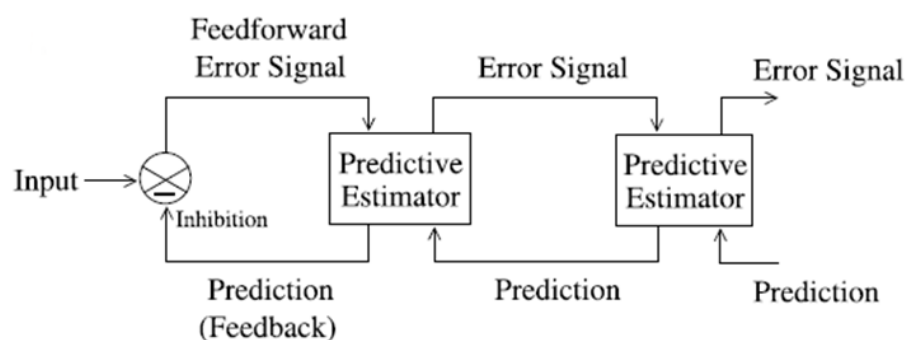 Feedforward
Error Signal
Error Signal
Error Signal
Input
Inhibition
Predictive
Estimator
Predictive
Estimator
Prediction
(Feedback)
Prediction
Prediction